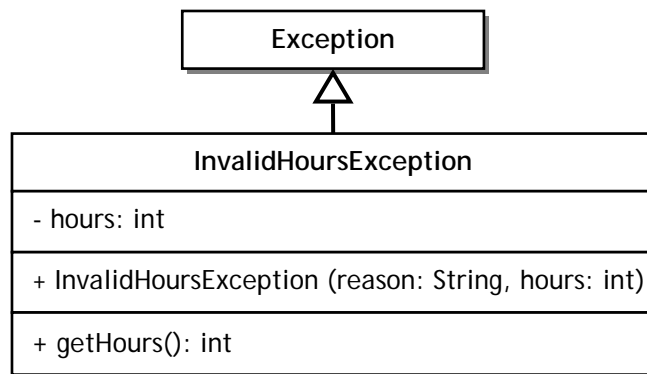 Exception
InvalidHoursException
- hours: int
+ InvalidHoursException (reason: String, hours: int)
+ getHours(): int